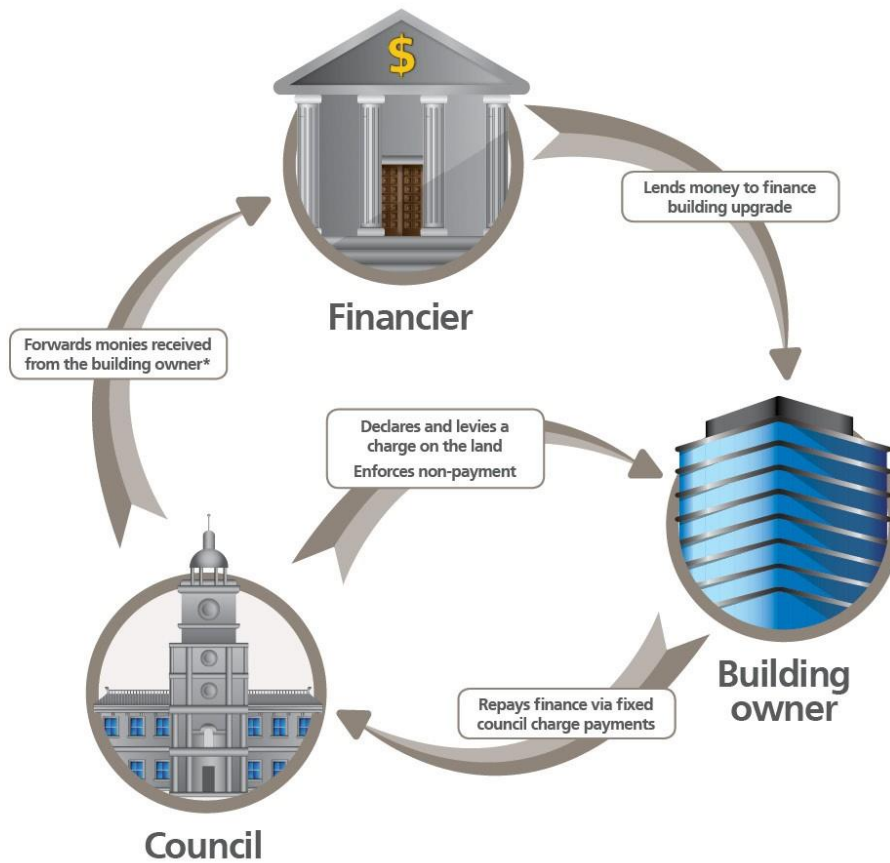 $
Lends money to finance
building upgrade
Financier
Forwards monies received
from the building owner*
Declares and levies a
charge on the land
Enforces non-payment
Building
owner
Repays finance via fixed
council charge payments
Council